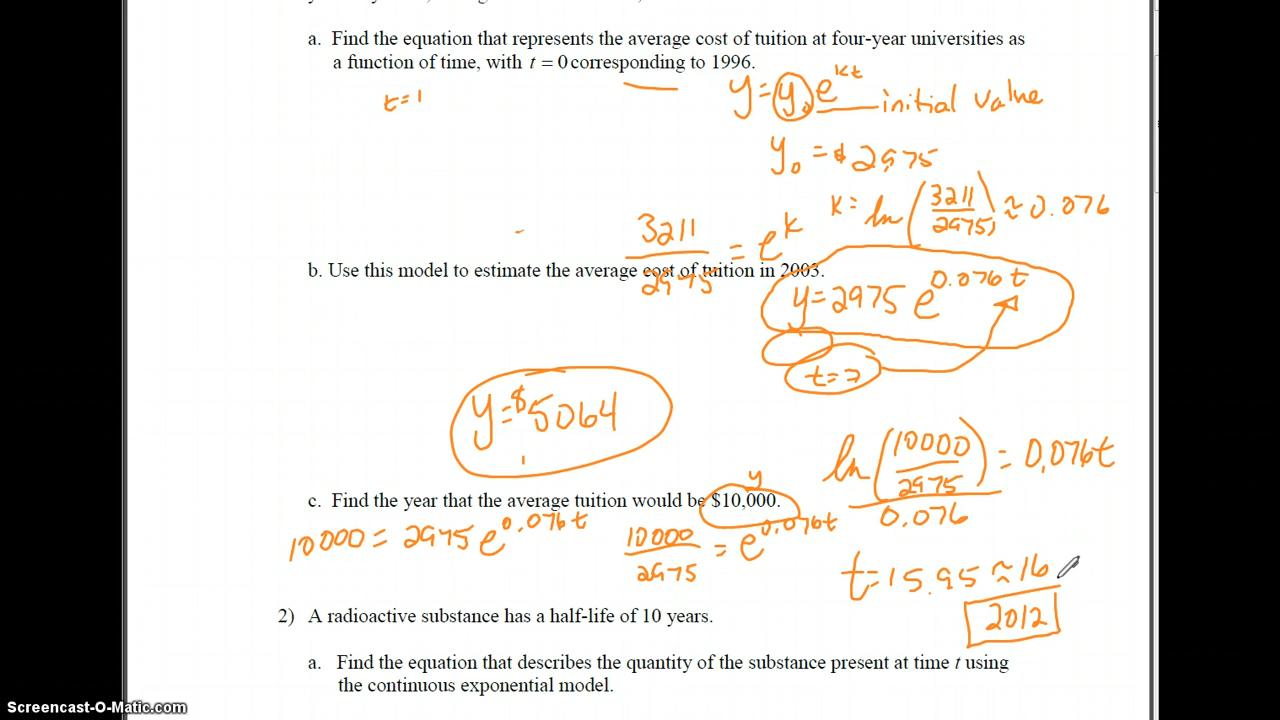 a. Find the equation that represents the average cost of tuition at four-year universities as
a function of time, with t = 0 corresponding to 1996.
t=1
y=y₀e^kt initial value
y₀ = $2975
k= ln(3211/2975) ≈ 0.076
3211/2975 = e^k
b. Use this model to estimate the average cost of tuition in 2003.
y=2975 e^0.076t
t=7
y=$5064
ln(10000/2975)/0.076 = 0.076t
y
c. Find the year that the average tuition would be $10,000.
10000 = 2975 e^0.076t
10000/2975 = e^0.076t
t=15.95 ≈ 16
2012
2) A radioactive substance has a half-life of 10 years.
a. Find the equation that describes the quantity of the substance present at time t using
the continuous exponential model.
Screencast-O-Matic.com